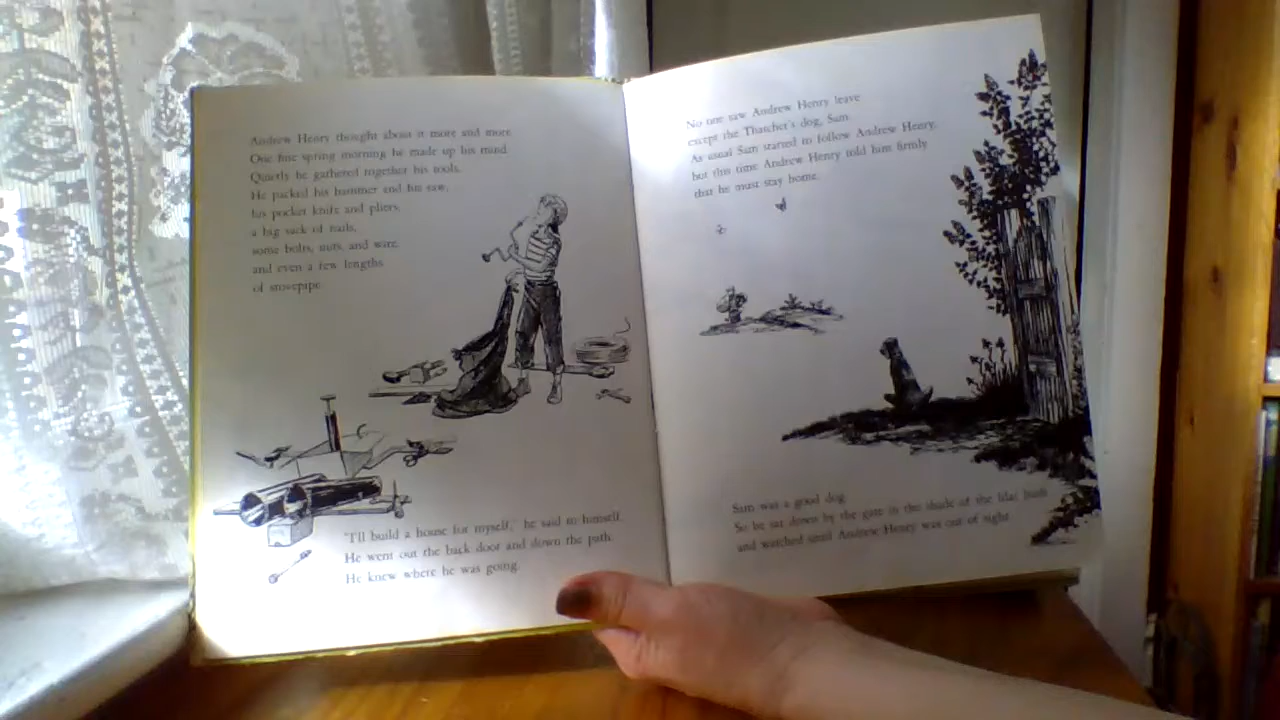 Andrew Henry thought about it more and more.
One fine spring morning he made up his mind.
Quietly he gathered together his tools.
He packed his hammer and his saw,
his pocket knife and pliers,
a big sack of nails,
some bolts, nuts, and wire,
and even a few lengths
of stovepipe.
"I'll build a house for myself," he said to himself.
He went out the back door and down the path.
He knew where he was going.
No one saw Andrew Henry leave
except the Thatcher's dog, Sam.
As usual Sam started to follow Andrew Henry,
but this time Andrew Henry told him firmly
that he must stay home.
Sam was a good dog.
So he sat down by the gate in the shade of the lilac bush
and watched until Andrew Henry was out of sight.